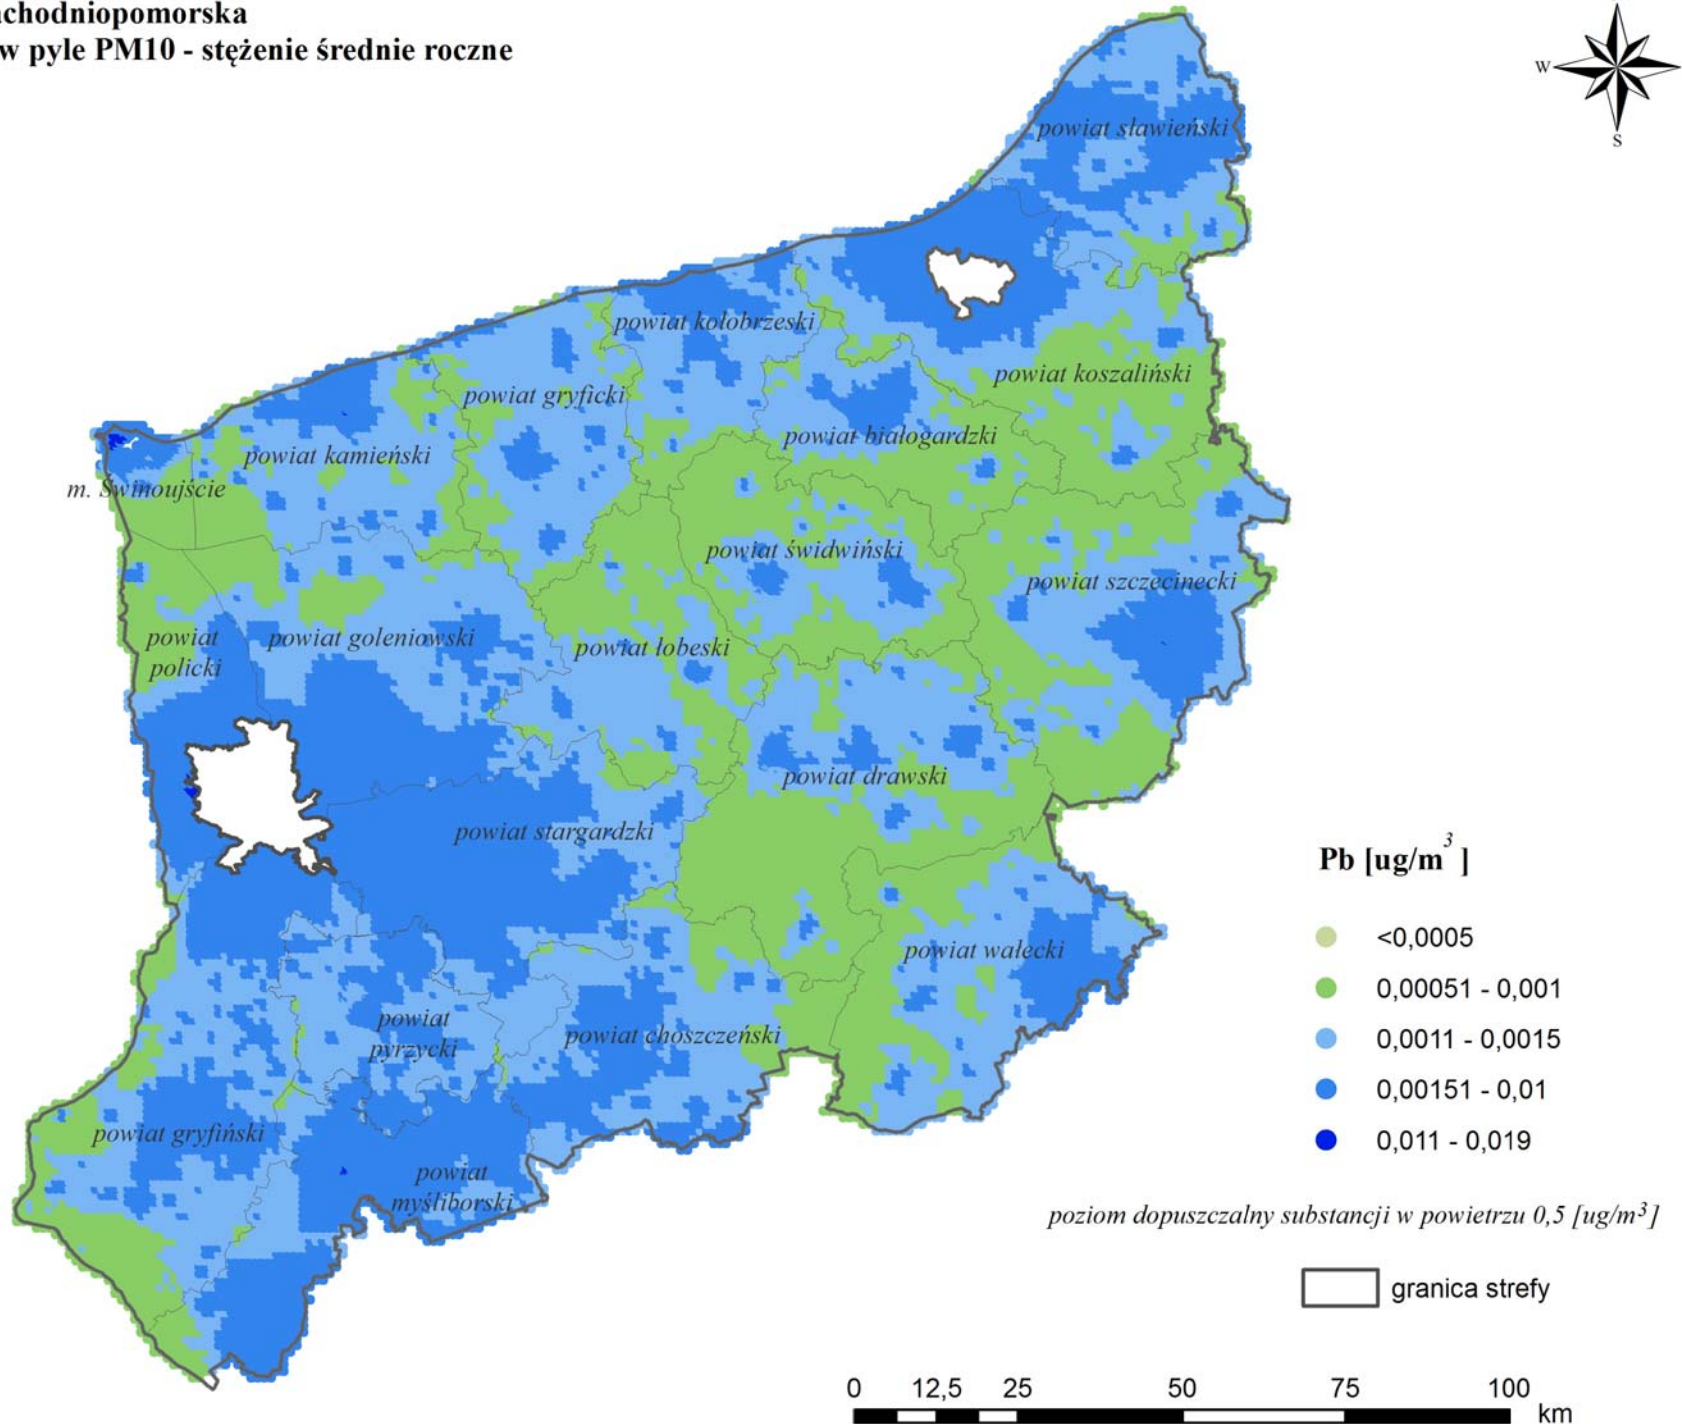 w pyle PM10 - stężenie średnie roczne
W
S
powiat sławieński
powiat kołobrzeski
powiat koszaliński
powiat gryficki
powiat białogardzki
powiat kamieński
m. Świnoujście
powiat świdwiński
powiat szczecinecki
powiat
policki
powiat goleniowski
powiat łobeski
powiat drawski
powiat stargardzki
powiat wałecki
powiat
pyrzycki
powiat choszczeński
powiat gryfiński
powiat
myśliborski
Pb [ug/m³]
<0,0005
0,00051 - 0,001
0,0011 - 0,0015
0,00151 - 0,01
0,011 - 0,019
poziom dopuszczalny substancji w powietrzu 0,5 [ug/m³]
granica strefy
0 12,5 25 50 75 100
km